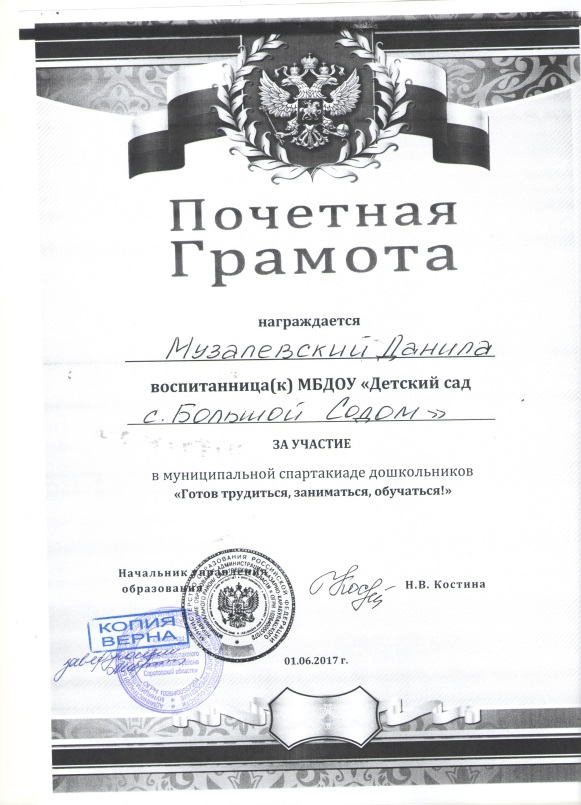 Почетная
Грамота
награждается
Музалевский Данила
воспитанница(к) МБДОУ «Детский сад
с. Большой Содом»
ЗА УЧАСТИЕ
в муниципальной спартакиаде дошкольников
«Готов трудиться, заниматься, обучаться!»
Начальник управления
образования
Н.В. Костина
КОПИЯ
ВЕРНА
01.06.2017 г.